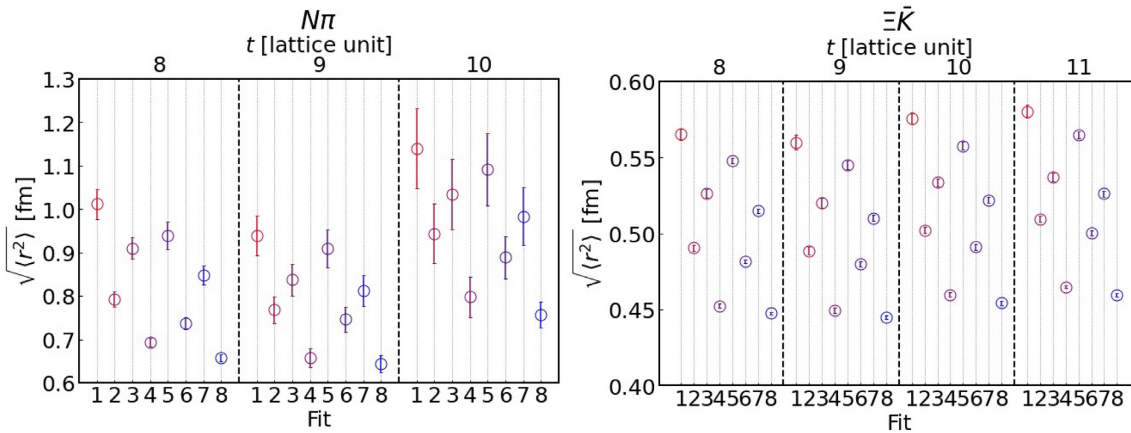 Nπ
t [lattice unit]
8 9 10
1.3
1.2
1.1
1.0
0.9
0.8
0.7
0.6
√⟨r²⟩ [fm]
1 2 3 4 5 6 7 8 1 2 3 4 5 6 7 8 1 2 3 4 5 6 7 8
Fit
ΞK̄
t [lattice unit]
8 9 10 11
0.60
0.55
0.50
0.45
0.40
√⟨r²⟩ [fm]
12345678 12345678 12345678 12345678
Fit